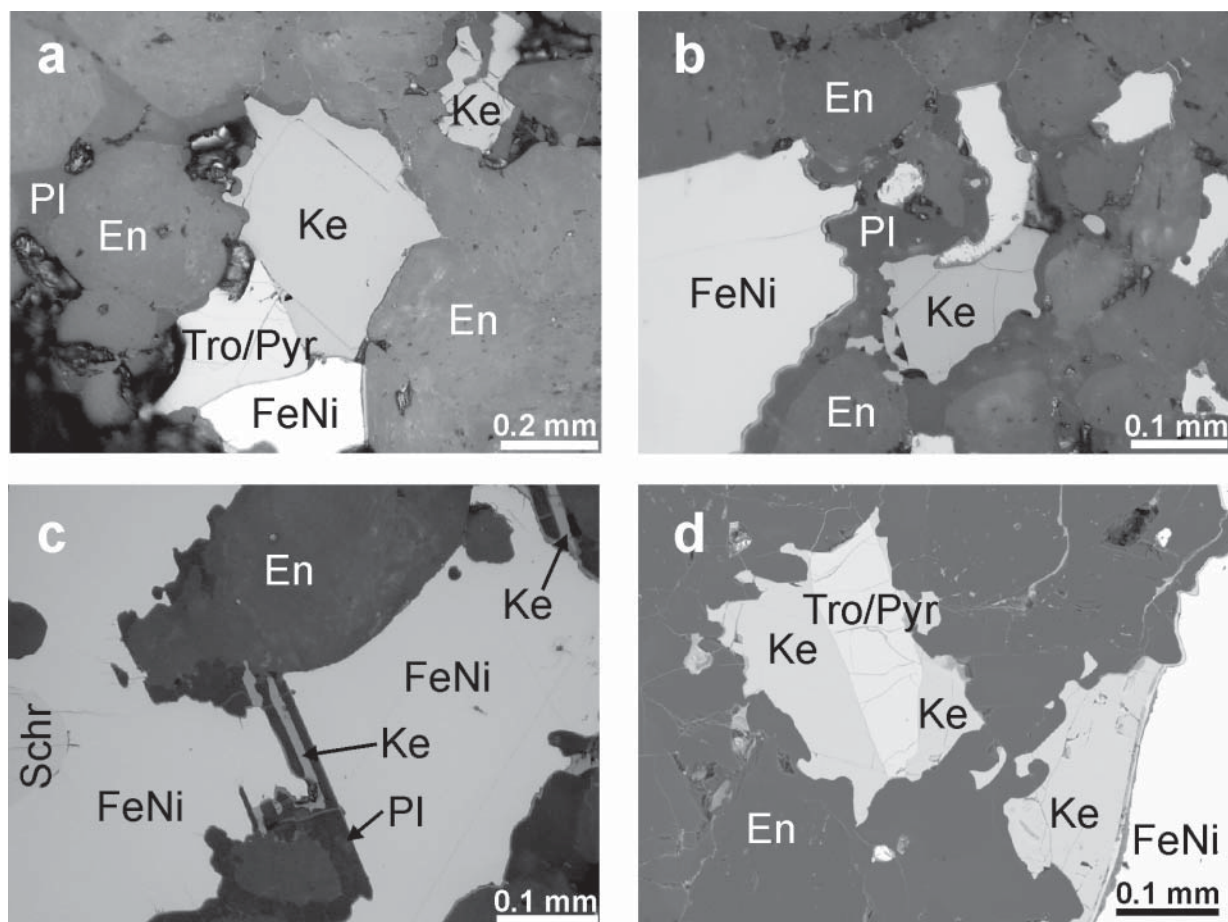 a
Ke
Pl
En
Ke
En
Tro/Pyr
FeNi
0.2 mm
b
En
Pl
FeNi
Ke
En
0.1 mm
c
En
Ke
FeNi
Ke
Schr
FeNi
Pl
0.1 mm
d
Tro/Pyr
Ke
Ke
Ke
En
FeNi
0.1 mm